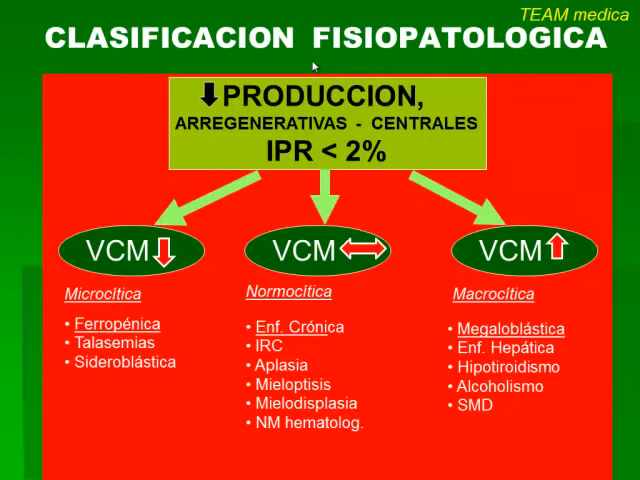 TEAM medica
CLASIFICACION FISIOPATOLOGICA
PRODUCCION,
ARREGENERATIVAS - CENTRALES
IPR < 2%
VCM
Microcítica
• Ferropénica
• Talasemias
• Sideroblástica
VCM
Normocítica
• Enf. Crónica
• IRC
• Aplasia
• Mieloptisis
• Mielodisplasia
• NM hematolog.
VCM
Macrocítica
• Megaloblástica
• Enf. Hepática
• Hipotiroidismo
• Alcoholismo
• SMD